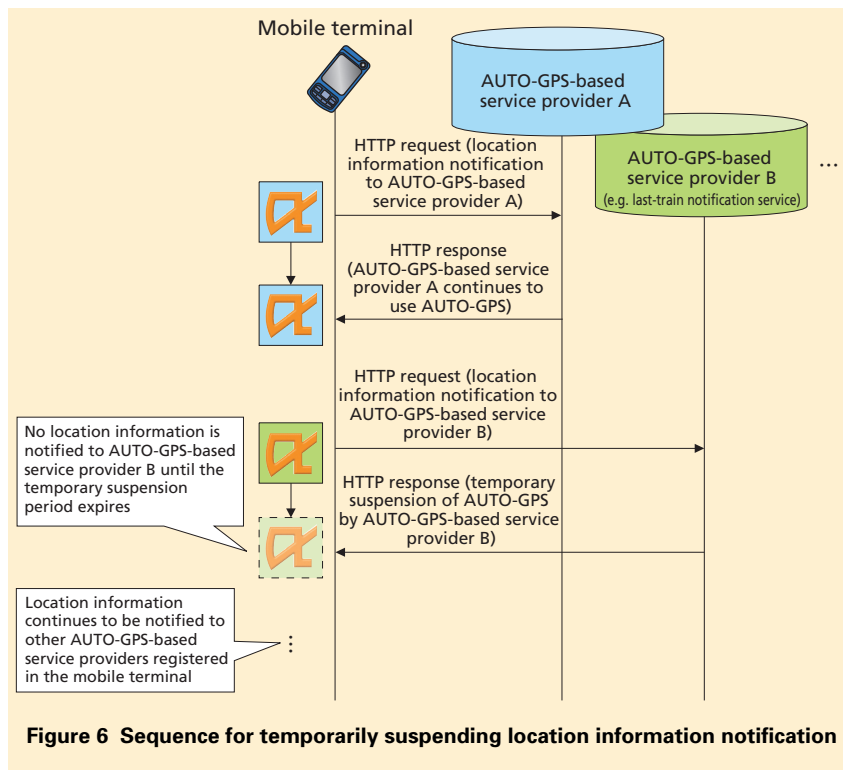 Mobile terminal
AUTO-GPS-based
service provider A
AUTO-GPS-based
service provider B
(e.g. last-train notification service)
...
HTTP request (location
information notification
to AUTO-GPS-based
service provider A)
HTTP response
(AUTO-GPS-based service
provider A continues to
use AUTO-GPS)
HTTP request (location
information notification to
AUTO-GPS-based service
provider B)
No location information is
notified to AUTO-GPS-based
service provider B until the
temporary suspension
period expires
HTTP response (temporary
suspension of AUTO-GPS
by AUTO-GPS-based service
provider B)
Location information
continues to be notified to
other AUTO-GPS-based
service providers registered
in the mobile terminal
Figure 6 Sequence for temporarily suspending location information notification